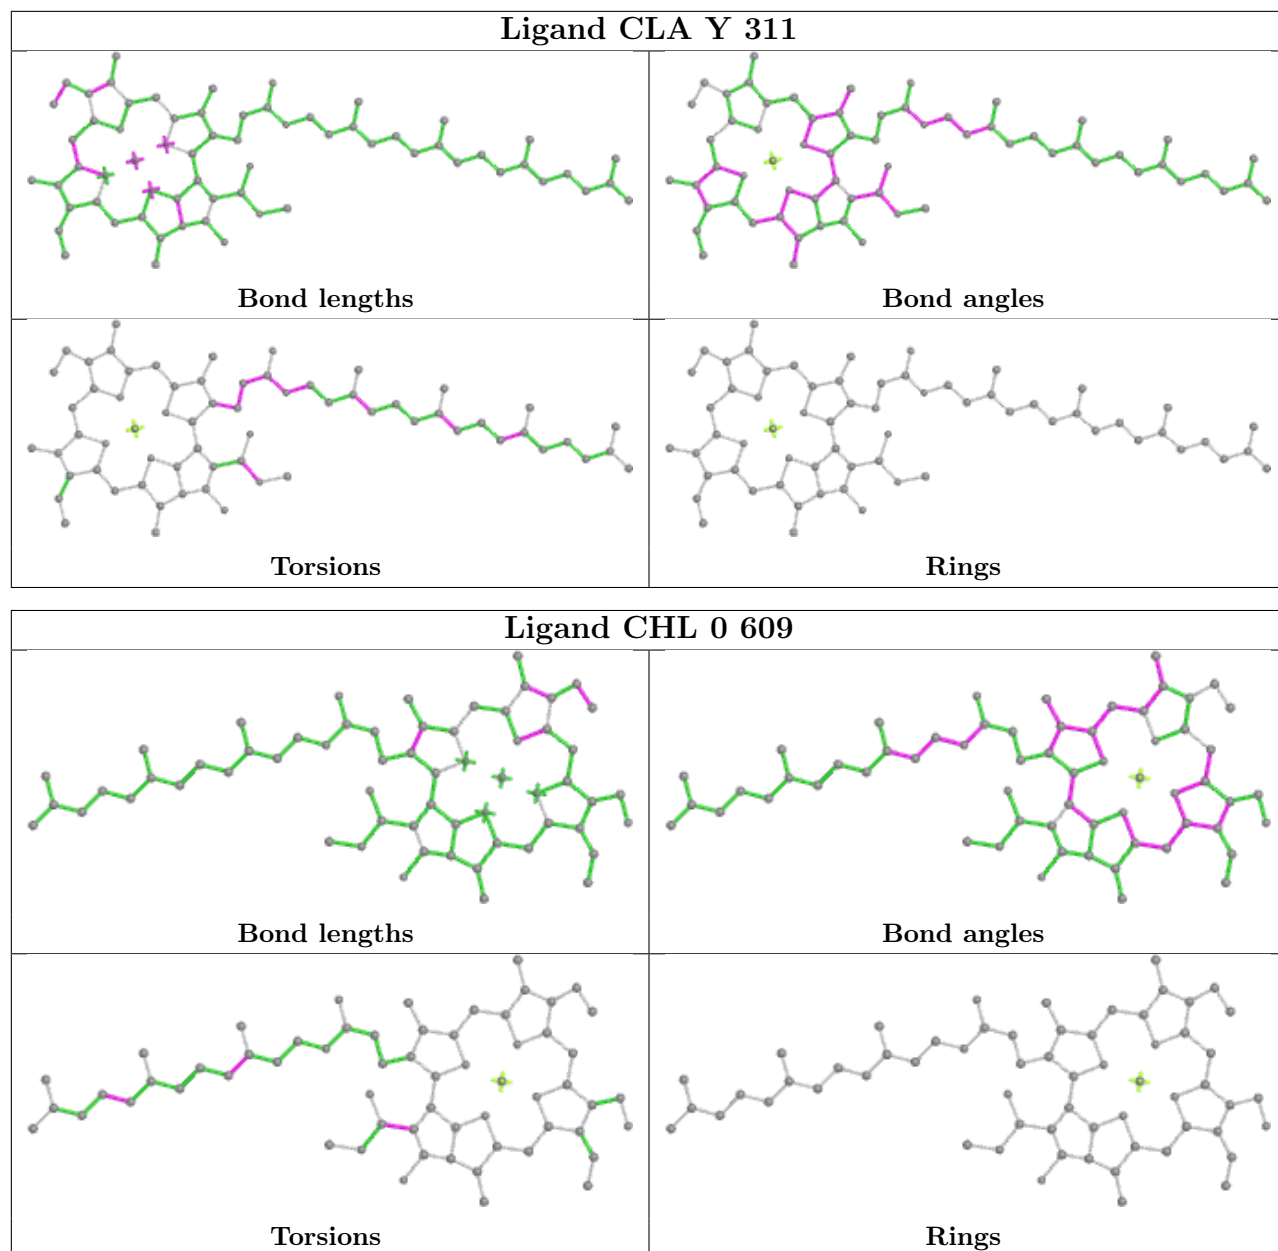 Ligand CLA Y 311
Bond lengths
Bond angles
Torsions
Rings
Ligand CHL 0 609
Bond lengths
Bond angles
Torsions
Rings